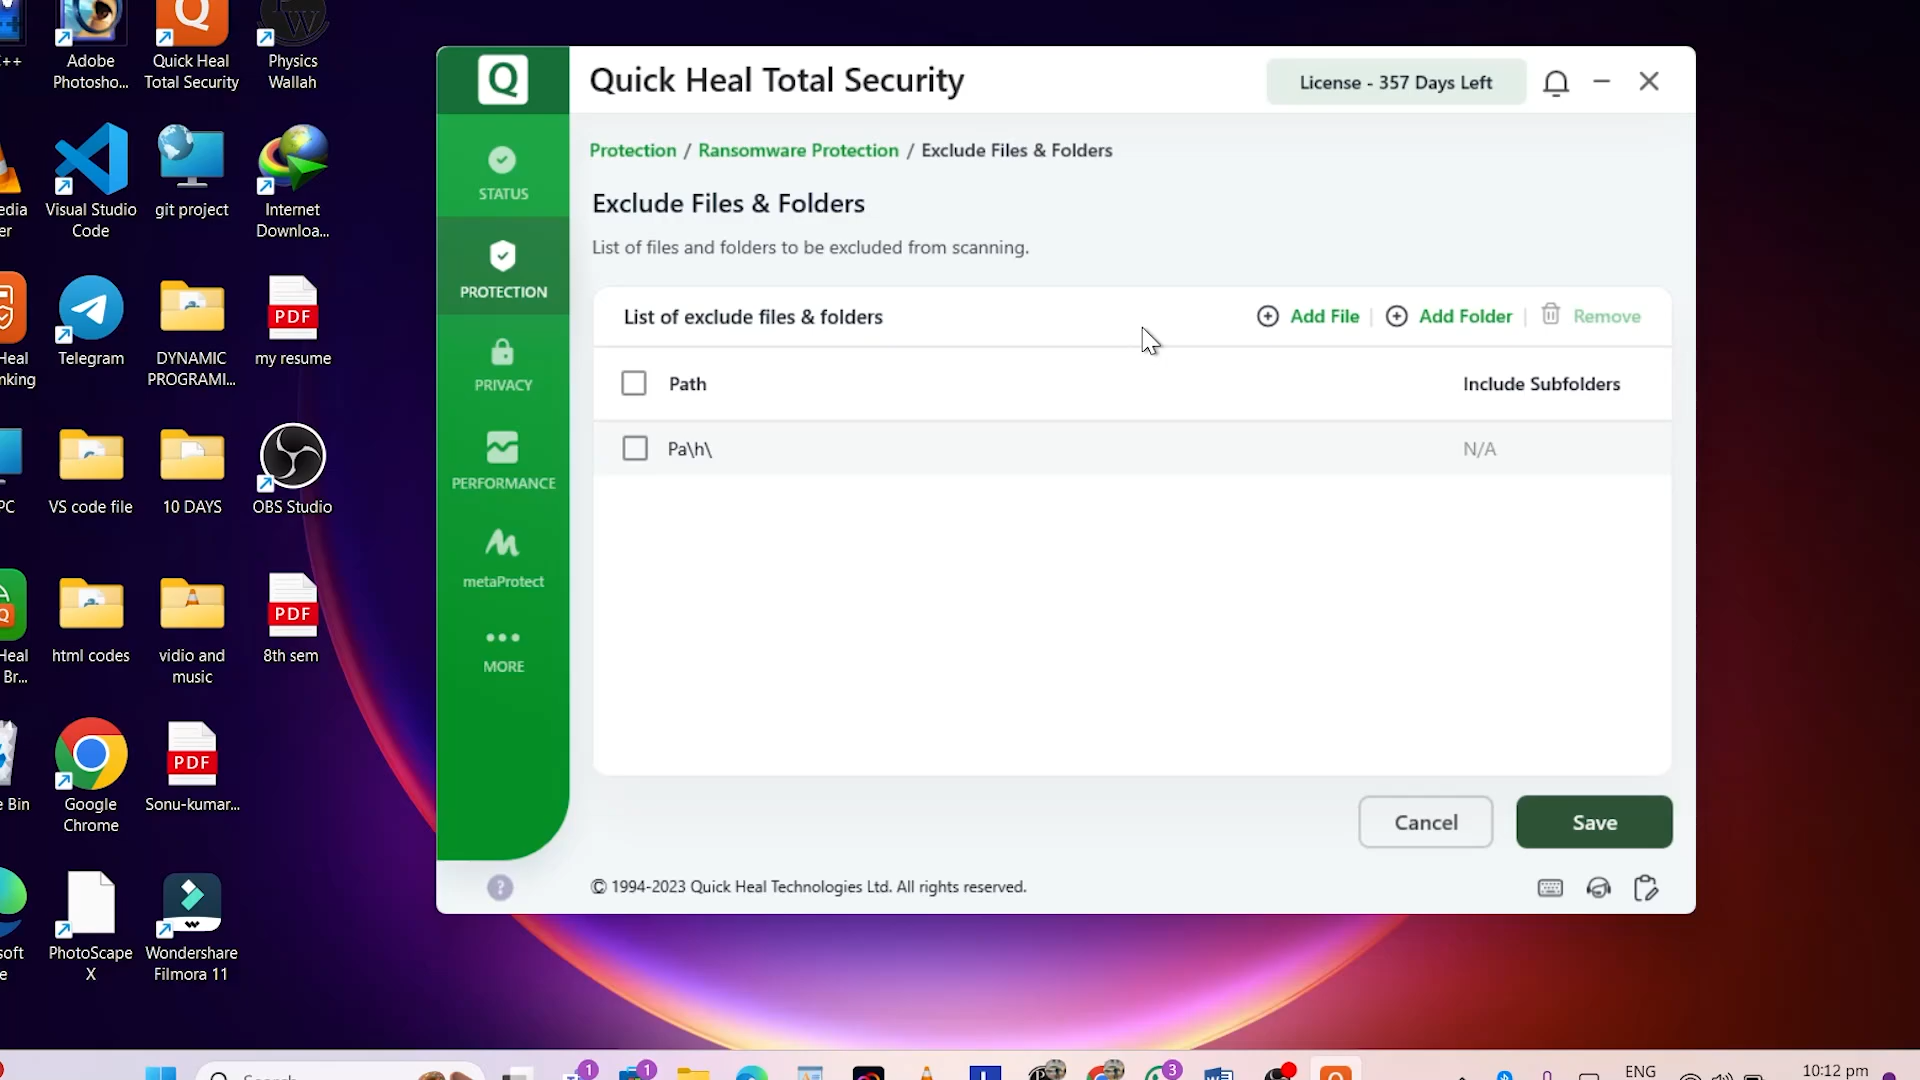 C++
Adobe
Photosho...
Quick Heal
Total Security
Physics
Wallah
Visual Studio
Code
git project
Internet
Downloa...
Telegram
DYNAMIC
PROGRAMI...
PDF
my resume
VS code file
10 DAYS
OBS Studio
html codes
vidio and
music
PDF
8th sem
Google
Chrome
PDF
Sonu-kumar...
PhotoScape
X
Wondershare
Filmora 11
Q
Quick Heal Total Security
License - 357 Days Left
STATUS
PROTECTION
PRIVACY
PERFORMANCE
metaProtect
MORE
?
Protection / Ransomware Protection / Exclude Files & Folders
Exclude Files & Folders
List of files and folders to be excluded from scanning.
List of exclude files & folders
Add File | Add Folder | Remove
Path Include Subfolders
Pa\h\ N/A
Cancel Save
© 1994-2023 Quick Heal Technologies Ltd. All rights reserved.
1
1
3
ENG
10:12 pm